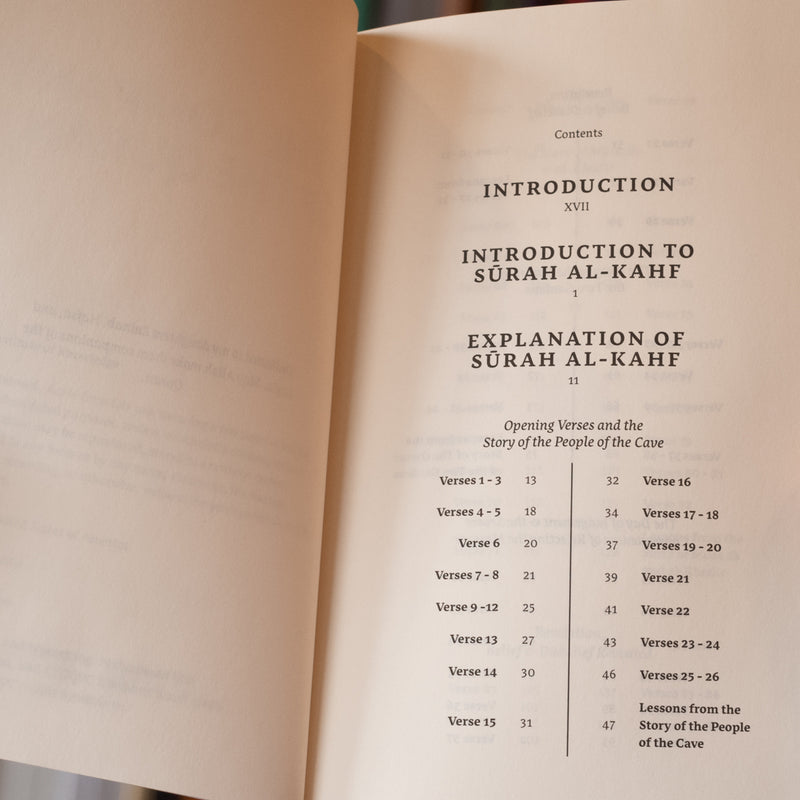 Contents
INTRODUCTION
XVII
INTRODUCTION TO
SŪRAH AL-KAHF
1
EXPLANATION OF
SŪRAH AL-KAHF
11
Opening Verses and the
Story of the People of the Cave
Verses 1 - 3 13
Verses 4 - 5 18
Verse 6 20
Verses 7 - 8 21
Verse 9 -12 25
Verse 13 27
Verse 14 30
Verse 15 31
32 Verse 16
34 Verses 17 - 18
37 Verses 19 - 20
39 Verse 21
41 Verse 22
43 Verses 23 - 24
46 Verses 25 - 26
Lessons from the
47 Story of the People
of the Cave